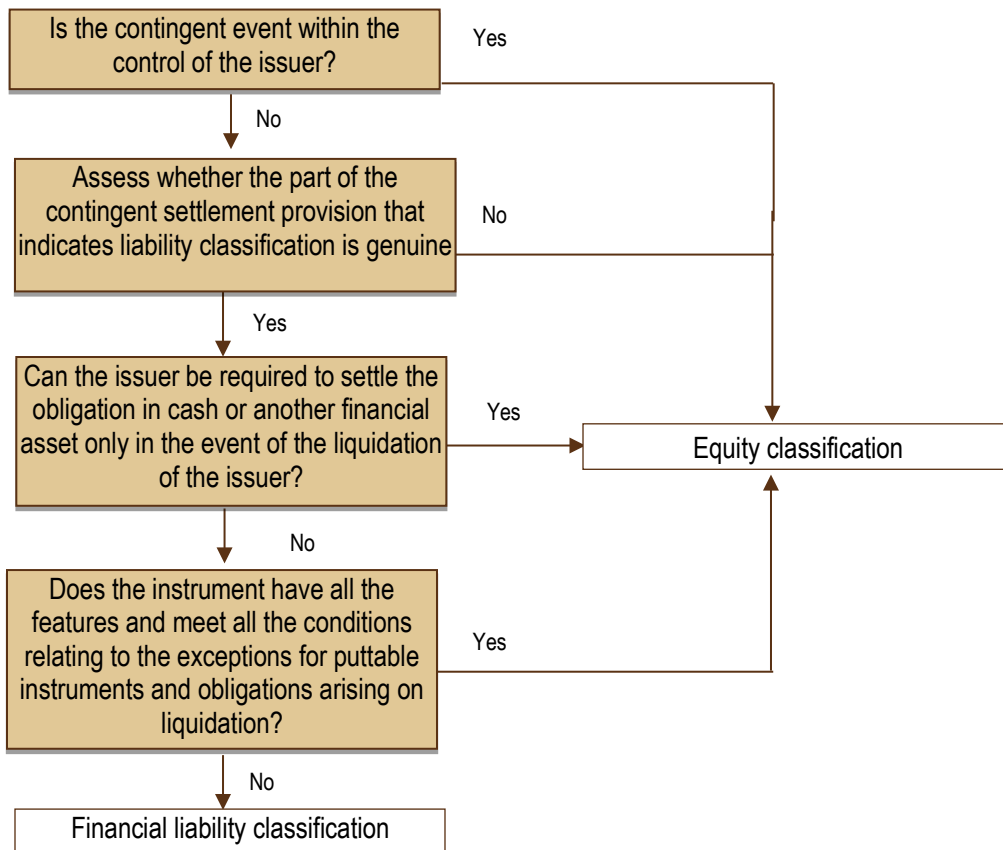 Is the contingent event within the
control of the issuer?
Yes
No
Assess whether the part of the
contingent settlement provision that
indicates liability classification is genuine
No
Yes
Can the issuer be required to settle the
obligation in cash or another financial
asset only in the event of the liquidation
of the issuer?
Yes
Equity classification
No
Does the instrument have all the
features and meet all the conditions
relating to the exceptions for puttable
instruments and obligations arising on
liquidation?
Yes
No
Financial liability classification